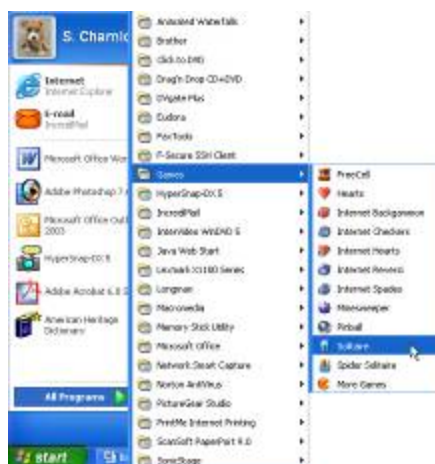 S. Chamlo
Internet
Internet Explorer
E-mail
IncrediMail
Microsoft Office Wor
Adobe Photoshop 7
Microsoft Office Outl
2003
HyperSnap-DX 5
Adobe Acrobat 6.0 S
American Heritage
Dictionary
All Programs
start
Animated Waterfalls
Brother
Click to DVD
Drag'n Drop CD+DVD
DVgate Plus
Eudora
F-Secure SSH Client
Games
HyperSnap-DX 5
IncrediMail
InterVideo WinDVD 5
Java Web Start
Lexmark X1100 Series
Longman
Macromedia
Memory Stick Utility
Microsoft Office
Network Smart Capture
Norton AntiVirus
PictureGear Studio
PrintMe Internet Printing
ScanSoft PaperPort 9.0
SonicStage
FreeCell
Hearts
Internet Backgammon
Internet Checkers
Internet Hearts
Internet Reversi
Internet Spades
Minesweeper
Pinball
Solitaire
Spider Solitaire
More Games